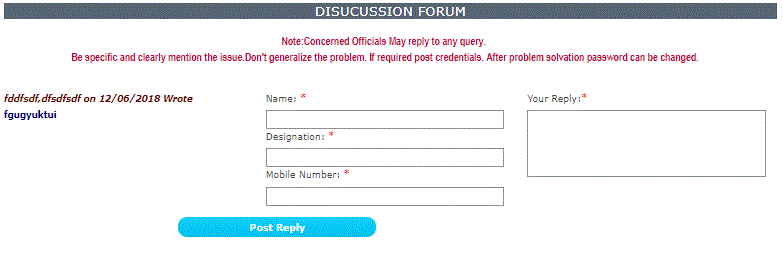 DISUCUSSION FORUM
Note:Concerned Officials May reply to any query.
Be specific and clearly mention the issue.Don't generalize the problem. If required post credentials. After problem solvation password can be changed.
fddfsdf,dfsdfsdf on 12/06/2018 Wrote
fgugyuktui
Name: *
Designation: *
Mobile Number: *
Your Reply:*
Post Reply